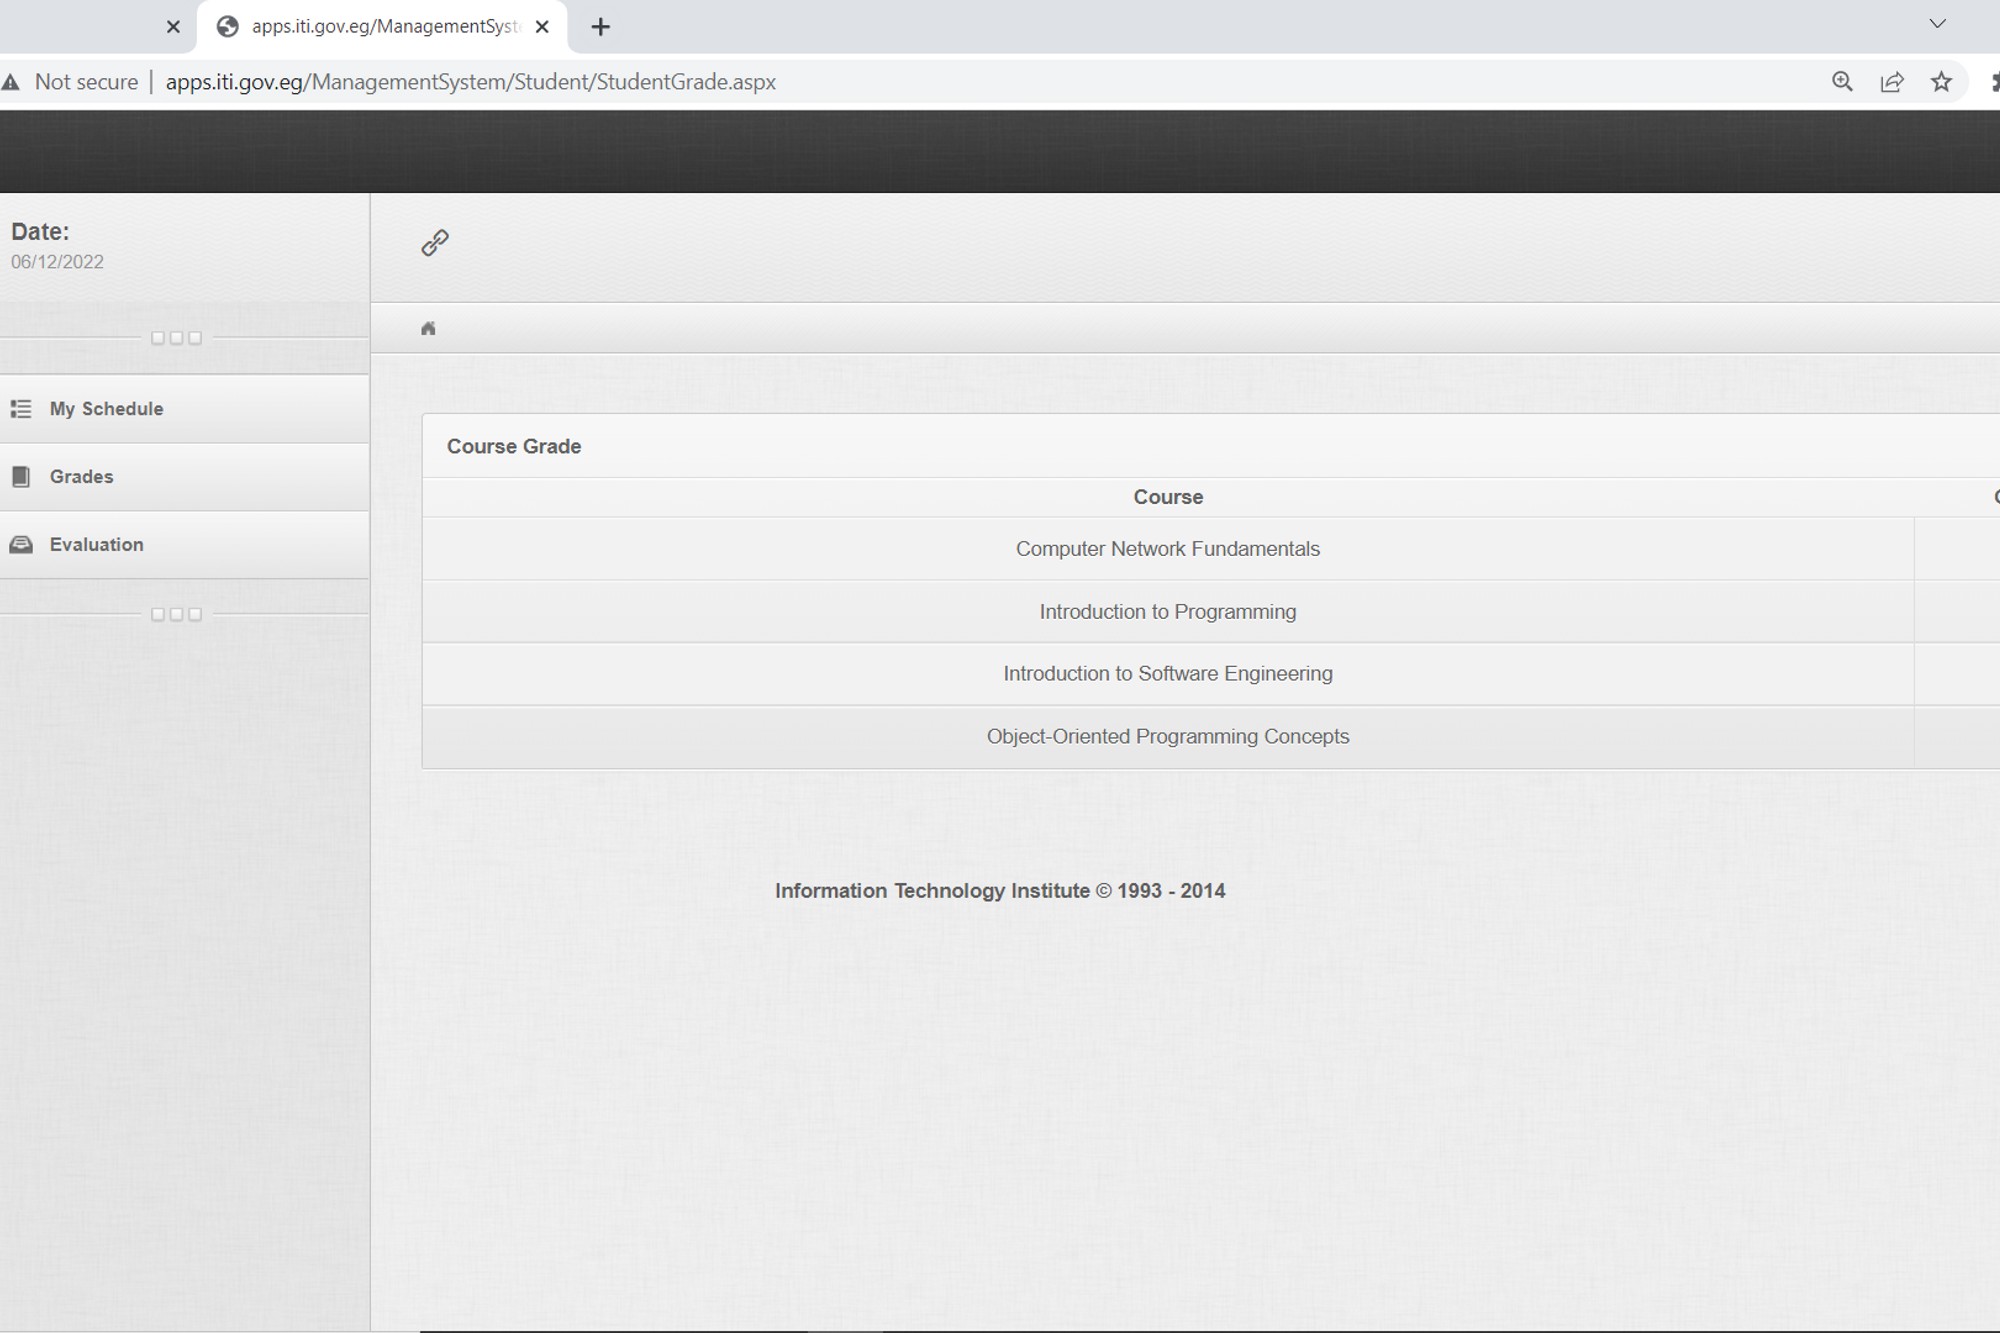 apps.iti.gov.eg/ManagementSyst
Not secure apps.iti.gov.eg/ManagementSystem/Student/StudentGrade.aspx
Date:
06/12/2022
My Schedule
Grades
Evaluation
Course Grade
Course
Computer Network Fundamentals
Introduction to Programming
Introduction to Software Engineering
Object-Oriented Programming Concepts
Information Technology Institute © 1993 - 2014